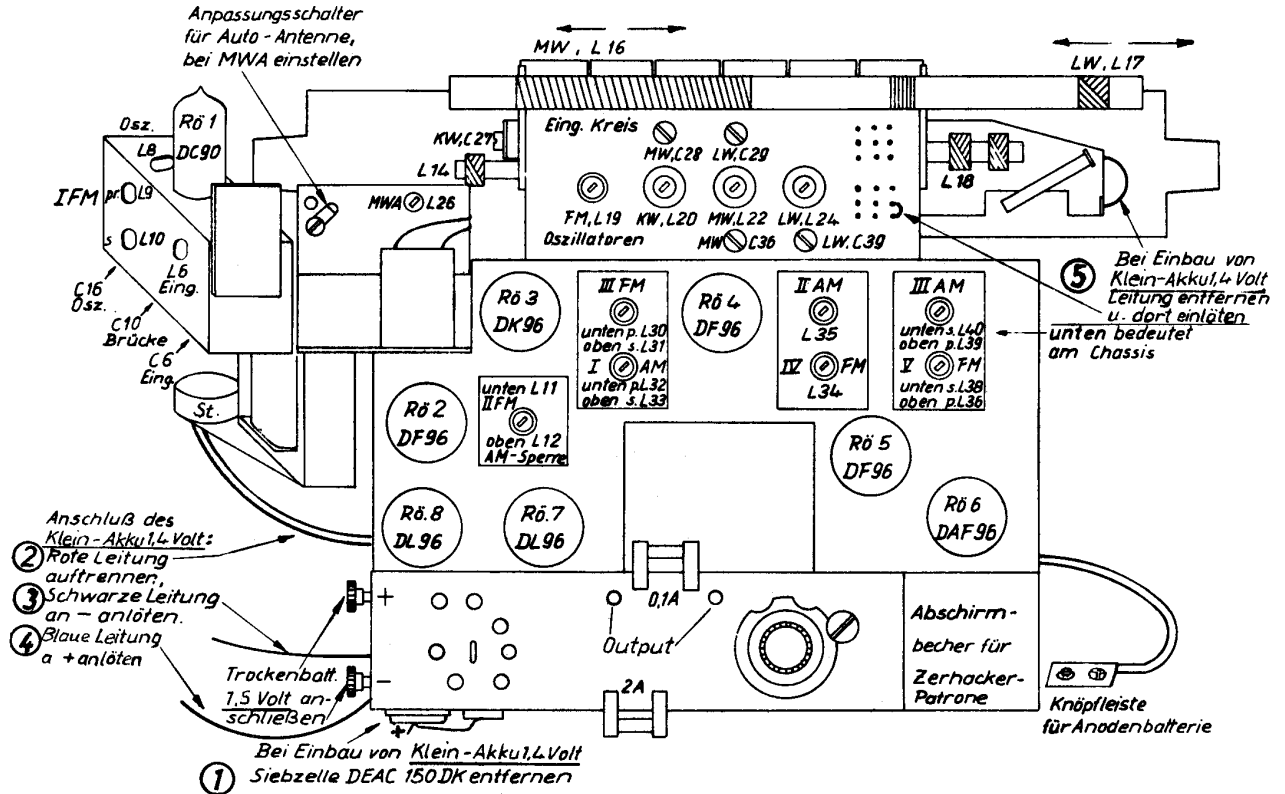 Anpassungsschalter
für Auto-Antenne,
bei MWA einstellen
MW, L16
LW, L17
Rö 1
DC90
Osz.
L8
IFM
pr.
L9
s
L10
L6
Eing.
C16
Osz.
C10
Brücke
C6
Eing.
St.
KW, C27
L14
MWA
L26
Eing. Kreis
MW, C28
LW, C29
FM, L19
KW, L20
MW, L22
LW, L24
Oszillatoren
MW
C36
LW, C39
L18
5
Bei Einbau von
Klein-Akku 1,4 Volt
Leitung entfernen
u. dort einlöten
unten bedeutet
am Chassis
Rö 3
DK96
III FM
unten p. L30
oben s. L31
I AM
unten p.L32
oben s. L33
Rö 4
DF96
II AM
L35
IV FM
L34
III AM
unten s. L40
oben p. L39
V FM
unten s. L38
oben p. L36
Rö 2
DF96
unten L11
II FM
oben L12
AM-Sperre
Rö 5
DF96
Rö. 8
DL96
Rö. 7
DL96
Rö 6
DAF96
Anschluß des
Klein-Akku 1,4 Volt:
2 Rote Leitung
auftrennen,
3 Schwarze Leitung
an – anlöten.
4 Blaue Leitung
a + anlöten
+
–
Trockenbatt.
1,5 Volt an-
schließen
0,1A
Output
2A
Abschirm-
becher für
Zerhacker-
Patrone
Knöpfleiste
für Anodenbatterie
+
1
Bei Einbau von Klein-Akku 1,4 Volt
Siebzelle DEAC 150 DK entfernen